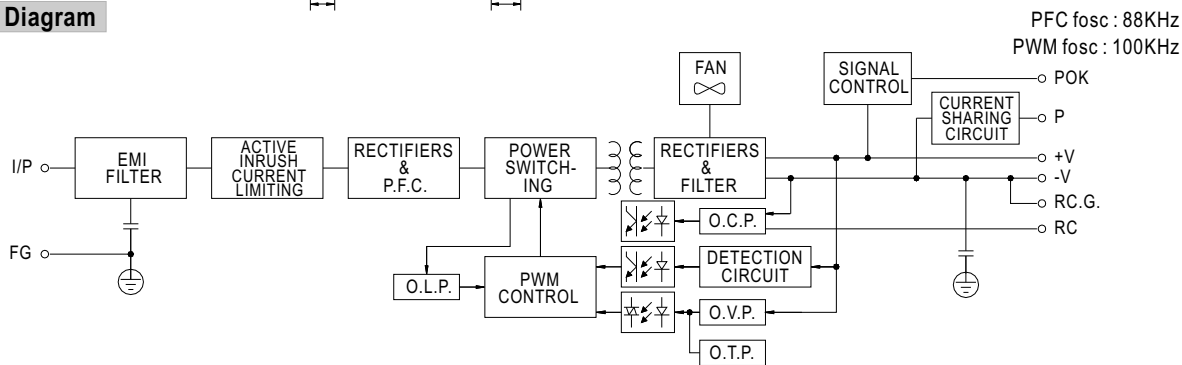 Diagram
PFC fosc : 88KHz
PWM fosc : 100KHz
FAN
SIGNAL
CONTROL
POK
CURRENT
SHARING
CIRCUIT
P
I/P
EMI
FILTER
ACTIVE
INRUSH
CURRENT
LIMITING
RECTIFIERS
&
P.F.C.
POWER
SWITCH-
ING
RECTIFIERS
&
FILTER
+V
-V
RC.G.
RC
O.C.P.
FG
O.L.P.
PWM
CONTROL
DETECTION
CIRCUIT
O.V.P.
O.T.P.